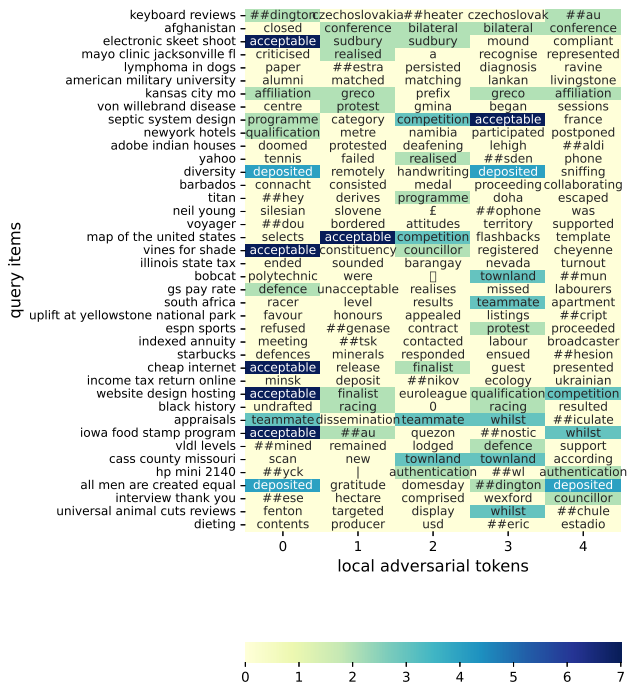 keyboard reviews ##dington czechoslovakia ##heater czechoslovak ##au
afghanistan closed conference bilateral bilateral conference
electronic skeet shoot acceptable sudbury sudbury mound compliant
mayo clinic jacksonville fl criticised realised a recognise represented
lymphoma in dogs paper ##estra persisted diagnosis ravine
american military university alumni matched matching lankan livingstone
kansas city mo affiliation greco prefix greco affiliation
von willebrand disease centre protest gmina began sessions
septic system design programme category competition acceptable france
newyork hotels qualification metre namibia participated postponed
adobe indian houses doomed protested deafening lehigh ##aldi
yahoo tennis failed realised ##sden phone
diversity deposited remotely handwriting deposited sniffing
barbados connacht consisted medal proceeding collaborating
titan ##hey derives programme doha escaped
neil young silesian slovene £ ##ophone was
voyager ##dou bordered attitudes territory supported
map of the united states selects acceptable competition flashbacks template
vines for shade acceptable constituency councillor registered cheyenne
illinois state tax ended sounded barangay nevada turnout
bobcat polytechnic were ▯ townland ##mun
gs pay rate defence unacceptable realises missed labourers
south africa racer level results teammate apartment
uplift at yellowstone national park favour honours appealed listings ##cript
espn sports refused ##genase contract protest proceeded
indexed annuity meeting ##tsk contacted labour broadcaster
starbucks defences minerals responded ensued ##hesion
cheap internet acceptable release finalist guest presented
income tax return online minsk deposit ##nikov ecology ukrainian
website design hosting acceptable finalist euroleague qualification competition
black history undrafted racing 0 racing resulted
appraisals teammate dissemination teammate whilst ##iculate
iowa food stamp program acceptable ##au quezon ##nostic whilst
vldl levels ##mined remained lodged defence support
cass county missouri scan new townland townland according
hp mini 2140 ##yck | authentication ##wl authentication
all men are created equal deposited gratitude domesday ##dington deposited
interview thank you ##ese hectare comprised wexford councillor
universal animal cuts reviews fenton targeted display whilst ##chule
dieting contents producer usd ##eric estadio
query items
0 1 2 3 4
local adversarial tokens
0 1 2 3 4 5 6 7